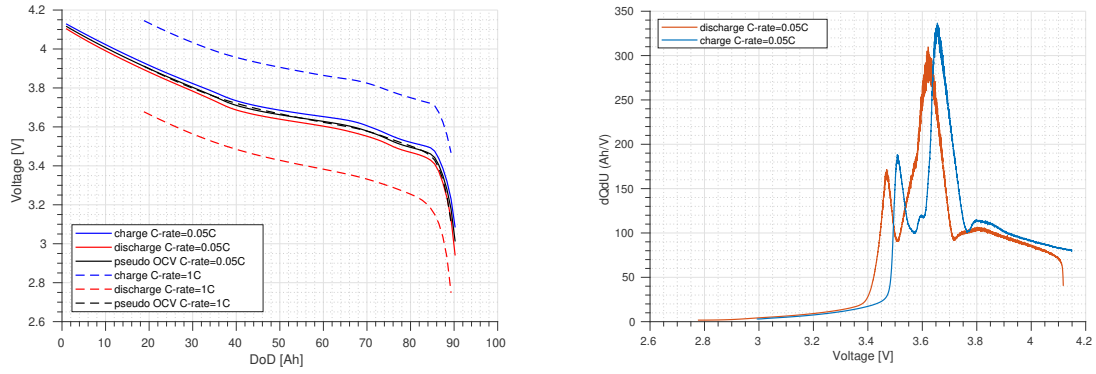 4.2
4
3.8
3.6
3.4
3.2
3
2.8
2.6
Voltage [V]
charge C-rate=0.05C
discharge C-rate=0.05C
pseudo OCV C-rate=0.05C
charge C-rate=1C
discharge C-rate=1C
pseudo OCV C-rate=1C
0 10 20 30 40 50 60 70 80 90 100
DoD [Ah]
350
300
250
200
150
100
50
0
dQdU (Ah/V)
discharge C-rate=0.05C
charge C-rate=0.05C
2.6 2.8 3 3.2 3.4 3.6 3.8 4 4.2
Voltage [V]